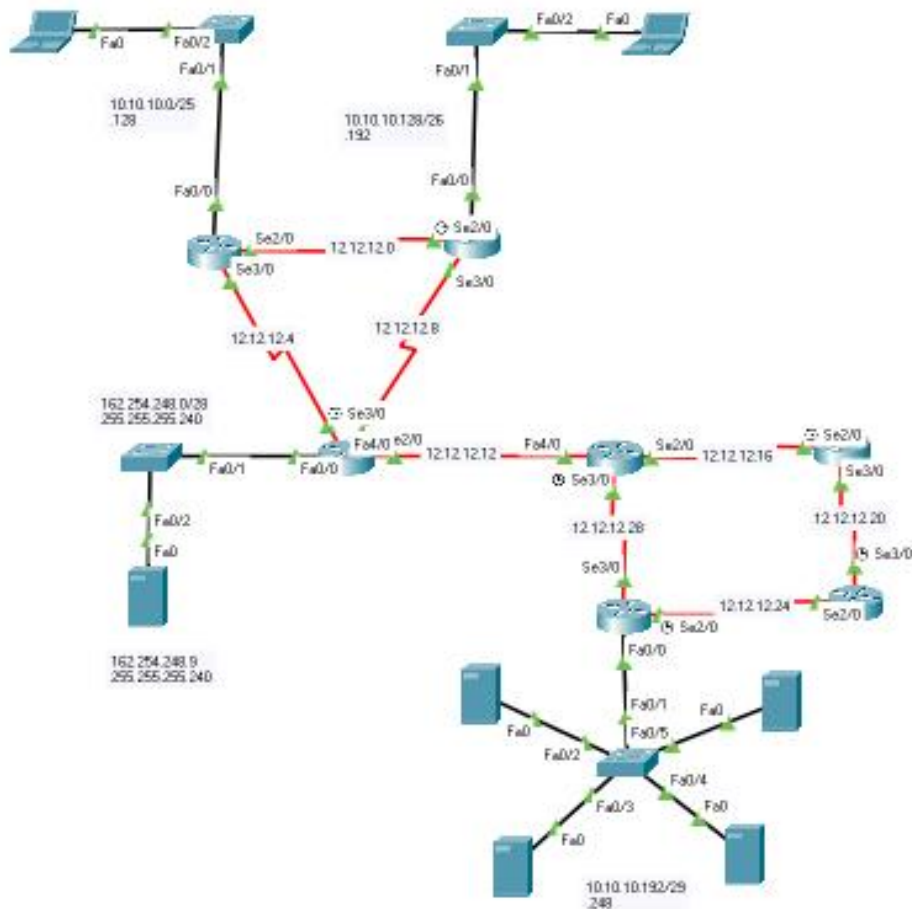 Fa0
Fa0/2
Fa0/1
10.10.10.0/25
.128
Fa0/0
Fa0/2
Fa0
Fa0/1
10.10.10.128/26
.192
Fa0/0
Se2/0
12.12.12.0
Se2/0
Se3/0
Se3/0
12.12.12.4
12.12.12.8
162.254.248.0/28
255.255.255.240
Se3/0
Fa4/0
e2/0
Fa0/1
Fa0/0
12.12.12.12
Fa4/0
Se2/0
12.12.12.16
Se2/0
Se3/0
Se3/0
Fa0/2
Fa0
12.12.12.28
12.12.12.20
Se3/0
Se3/0
12.12.12.24
Se2/0
Se2/0
162.254.248.9
255.255.255.240
Fa0/0
Fa0/1
Fa0/5
Fa0
Fa0
Fa0/2
Fa0/4
Fa0/3
Fa0
Fa0
10.10.10.192/29
.248